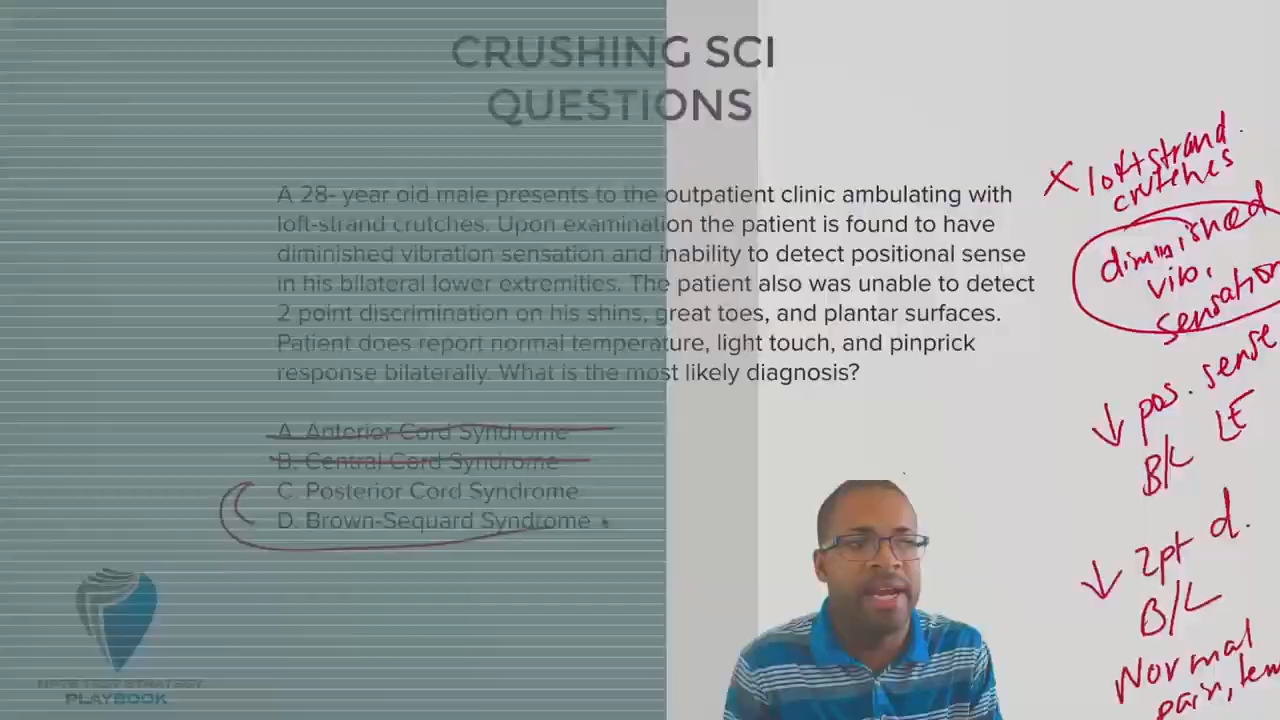 CRUSHING SCI
QUESTIONS
A 28- year old male presents to the outpatient clinic ambulating with
loft-strand crutches. Upon examination the patient is found to have
diminished vibration sensation and inability to detect positional sense
in his bilateral lower extremities. The patient also was unable to detect
2 point discrimination on his shins, great toes, and plantar surfaces.
Patient does report normal temperature, light touch, and pinprick
response bilaterally. What is the most likely diagnosis?
A. Anterior Cord Syndrome
B. Central Cord Syndrome
C. Posterior Cord Syndrome
D. Brown-Sequard Syndrome
X loftstrand
crutches
diminished
vib.
sensation
↓ pos. sense
B/L LE
↓ 2pt d.
B/L
Normal
pain, tem
NPTE TEST STRATEGY
PLAYBOOK